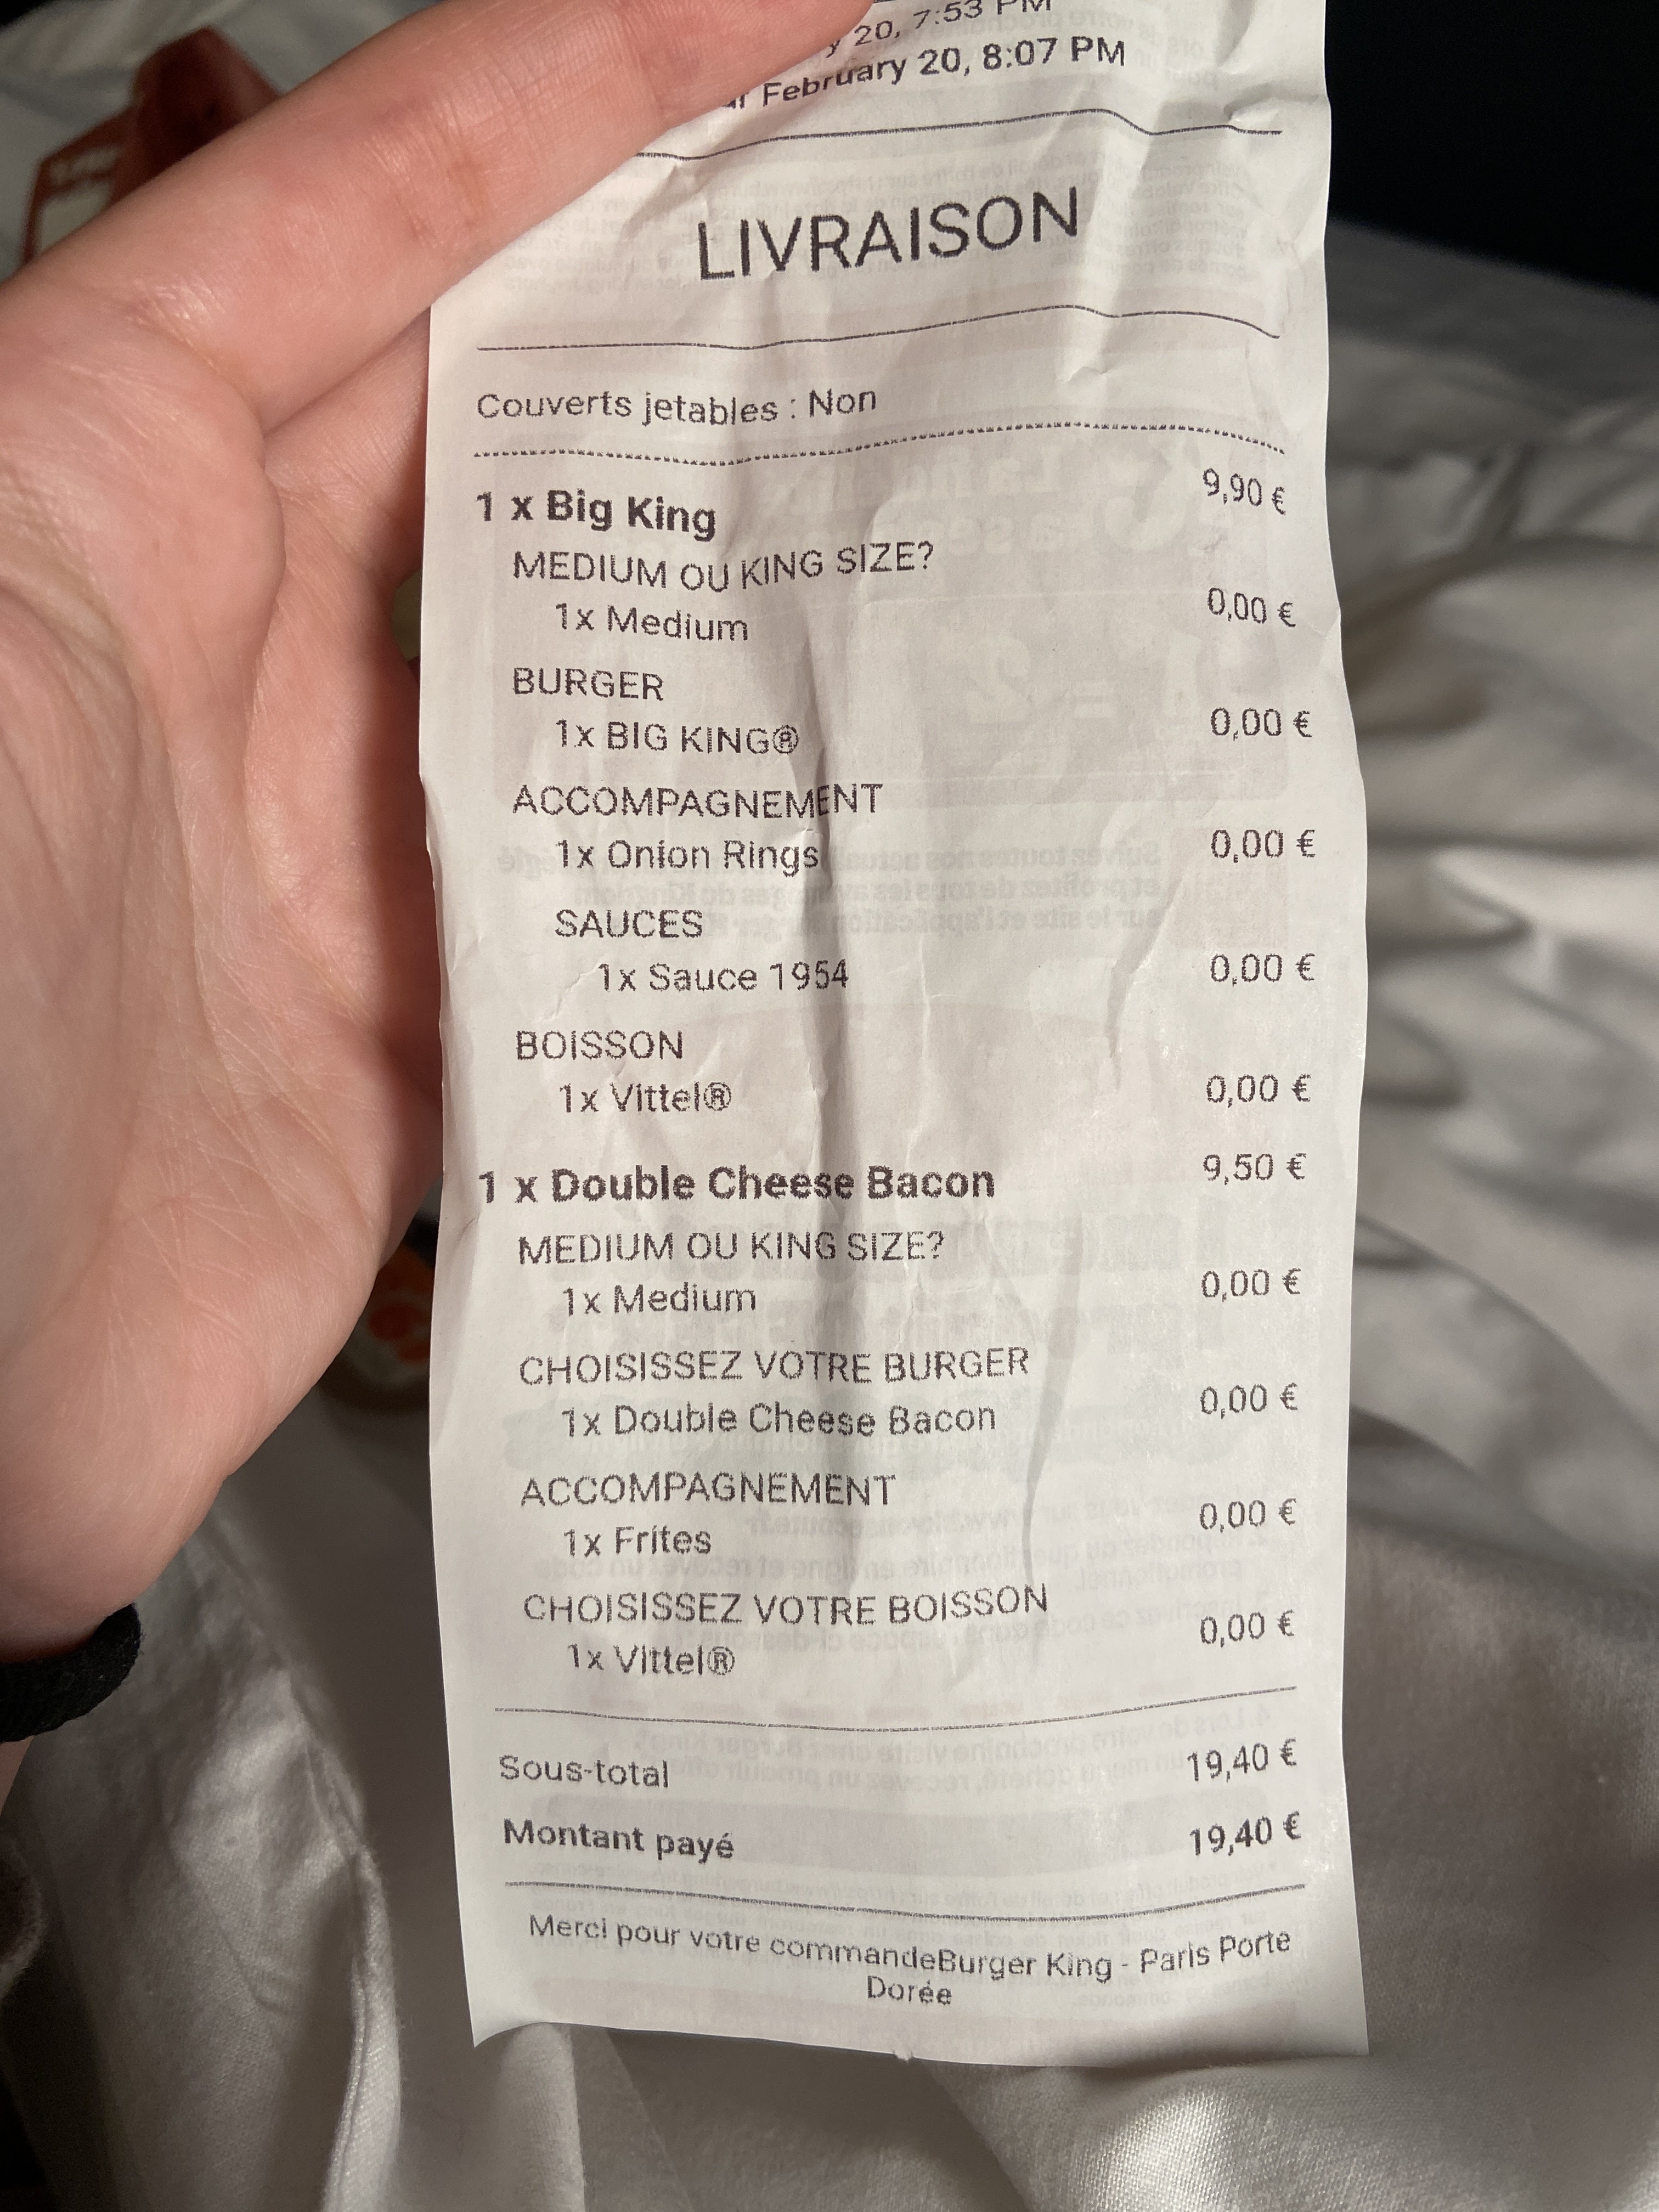 20, 7:53 PM
February 20, 8:07 PM
LIVRAISON
Couverts jetables : Non
1 x Big King 9,90 €
MEDIUM OU KING SIZE?
1x Medium 0,00 €
BURGER
1x BIG KING® 0,00 €
ACCOMPAGNEMENT
1x Onion Rings 0,00 €
SAUCES
1x Sauce 1954 0,00 €
BOISSON
1x Vittel® 0,00 €
1 x Double Cheese Bacon 9,50 €
MEDIUM OU KING SIZE?
1x Medium 0,00 €
CHOISISSEZ VOTRE BURGER
1x Double Cheese Bacon 0,00 €
ACCOMPAGNEMENT
1x Frites 0,00 €
CHOISISSEZ VOTRE BOISSON
1x Vittel® 0,00 €
Sous-total 19,40 €
Montant payé 19,40 €
Merci pour votre commandeBurger King - Paris Porte
Dorée